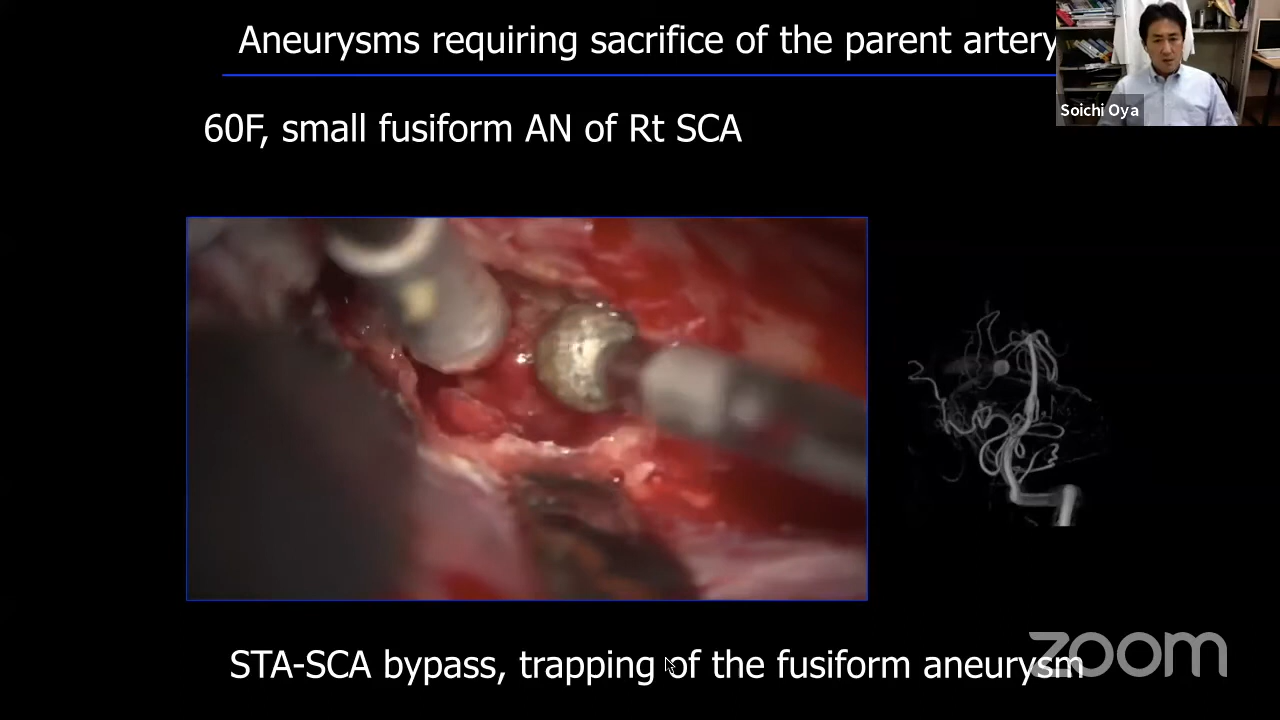 Aneurysms requiring sacrifice of the parent artery
Soichi Oya
60F, small fusiform AN of Rt SCA
STA-SCA bypass, trapping of the fusiform aneurysm
zoom